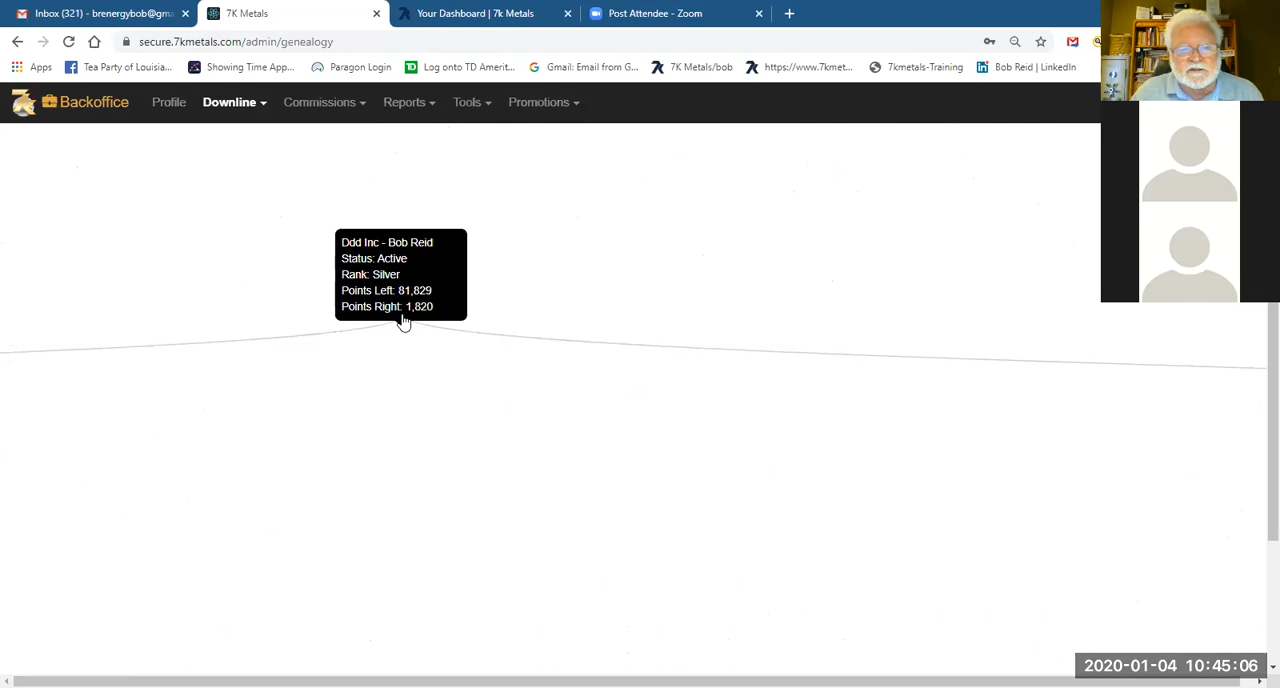 Inbox (321) - brenergybob@gma
7K Metals
Your Dashboard | 7k Metals
Post Attendee - Zoom
secure.7kmetals.com/admin/genealogy
Apps
Tea Party of Louisia...
Showing Time App...
Paragon Login
Log onto TD Amerit...
Gmail: Email from G...
7K Metals/bob
https://www.7kmet...
7kmetals-Training
Bob Reid | LinkedIn
Backoffice
Profile
Downline
Commissions
Reports
Tools
Promotions
Ddd Inc - Bob Reid
Status: Active
Rank: Silver
Points Left: 81,829
Points Right: 1,820
2020-01-04 10:45:06